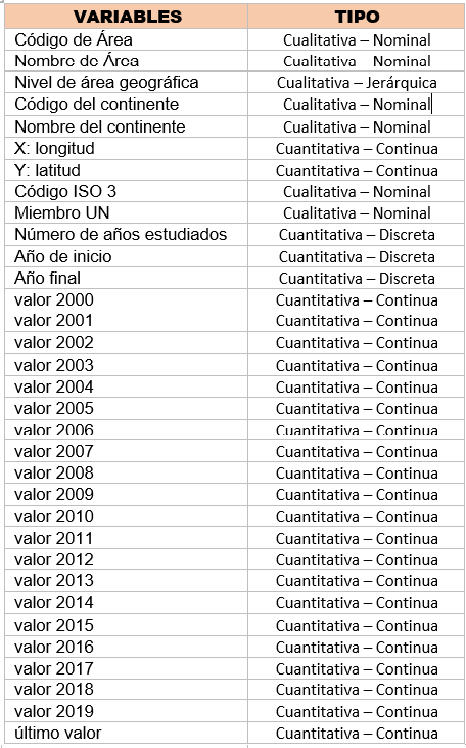 VARIABLES TIPO
Código de Área Cualitativa – Nominal
Nombre de Área Cualitativa – Nominal
Nivel de área geográfica Cualitativa – Jerárquica
Código del continente Cualitativa – Nominal
Nombre del continente Cualitativa – Nominal
X: longitud Cuantitativa – Continua
Y: latitud Cuantitativa – Continua
Código ISO 3 Cualitativa – Nominal
Miembro UN Cualitativa – Nominal
Número de años estudiados Cuantitativa – Discreta
Año de inicio Cuantitativa – Discreta
Año final Cuantitativa – Discreta
valor 2000 Cuantitativa – Continua
valor 2001 Cuantitativa – Continua
valor 2002 Cuantitativa – Continua
valor 2003 Cuantitativa – Continua
valor 2004 Cuantitativa – Continua
valor 2005 Cuantitativa – Continua
valor 2006 Cuantitativa – Continua
valor 2007 Cuantitativa – Continua
valor 2008 Cuantitativa – Continua
valor 2009 Cuantitativa – Continua
valor 2010 Cuantitativa – Continua
valor 2011 Cuantitativa – Continua
valor 2012 Cuantitativa – Continua
valor 2013 Cuantitativa – Continua
valor 2014 Cuantitativa – Continua
valor 2015 Cuantitativa – Continua
valor 2016 Cuantitativa – Continua
valor 2017 Cuantitativa – Continua
valor 2018 Cuantitativa – Continua
valor 2019 Cuantitativa – Continua
último valor Cuantitativa – Continua